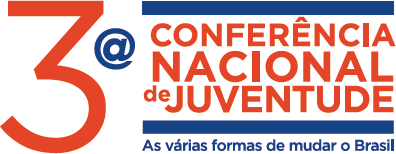 3@ CONFERÊNCIA
NACIONAL
de JUVENTUDE
As várias formas de mudar o Brasil